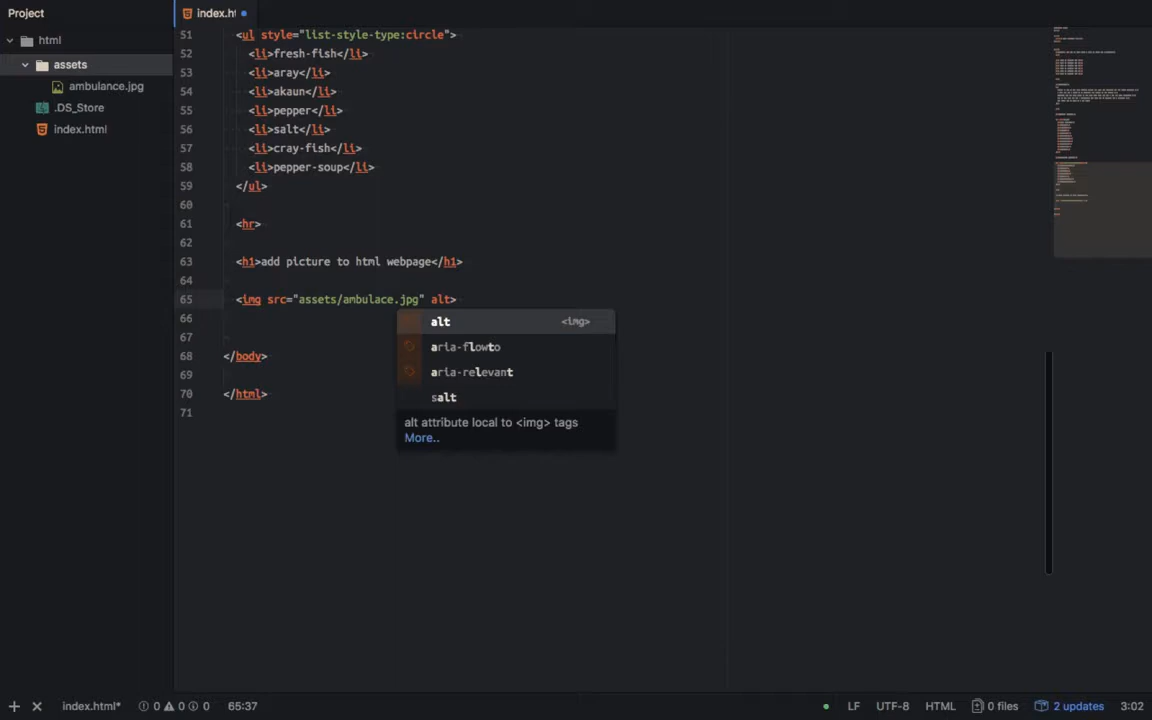 Project
index.ht
html
assets
ambulance.jpg
.DS_Store
index.html
51 <ul style="list-style-type:circle">
52 <li>fresh-fish</li>
53 <li>aray</li>
54 <li>akaun</li>
55 <li>pepper</li>
56 <li>salt</li>
57 <li>cray-fish</li>
58 <li>pepper-soup</li>
59 </ul>
60
61 <hr>
62
63 <h1>add picture to html webpage</h1>
64
65 <img src="assets/ambulace.jpg" alt>
66
67
68 </body>
69
70 </html>
71
alt <img>
aria-flowto
aria-relevant
salt
alt attribute local to <img> tags
More..
index.html* 0 0 0 65:37 LF UTF-8 HTML 0 files 2 updates 3:02